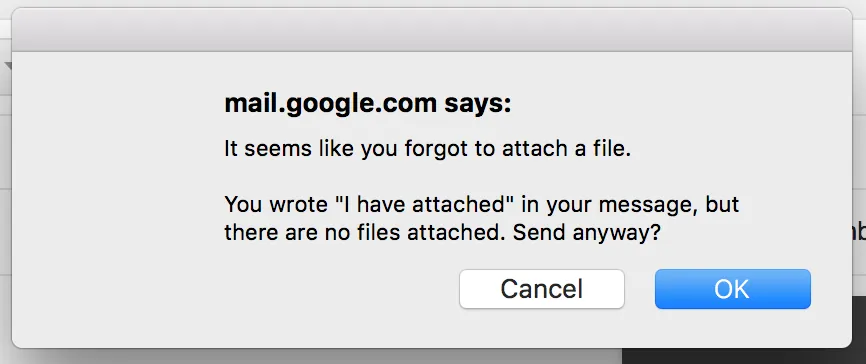 mail.google.com says:
It seems like you forgot to attach a file.
You wrote "I have attached" in your message, but
there are no files attached. Send anyway?
Cancel
OK